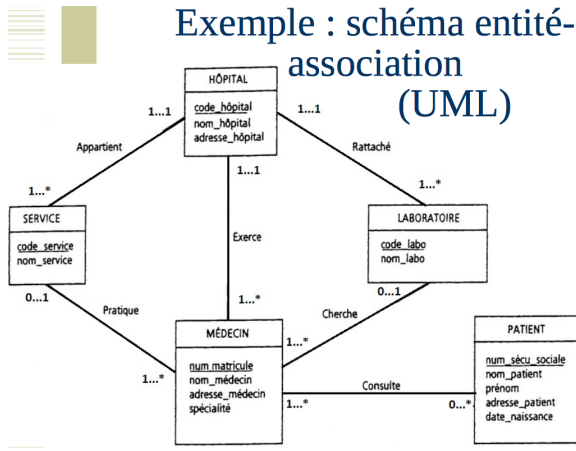 Exemple : schéma entité-
association
(UML)
HÔPITAL
code_hôpital
nom_hôpital
adresse_hôpital
1...1
1...1
Appartient
Rattaché
1...1
1...*
1...*
SERVICE
code_service
nom_service
LABORATOIRE
code_labo
nom_labo
Exerce
0...1
0...1
Pratique
1...*
Cherche
MÉDECIN
num matricule
nom_médecin
adresse_médecin
spécialité
1...*
1...*
PATIENT
num_sécu_sociale
nom_patient
prénom
adresse_patient
date_naissance
Consulte
1...*
0...*